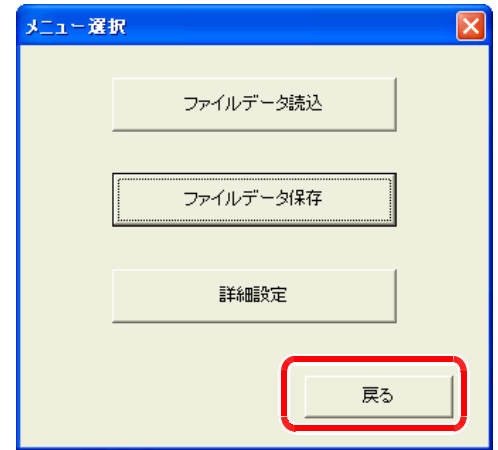 メニュー選択
ファイルデータ読込
ファイルデータ保存
詳細設定
戻る